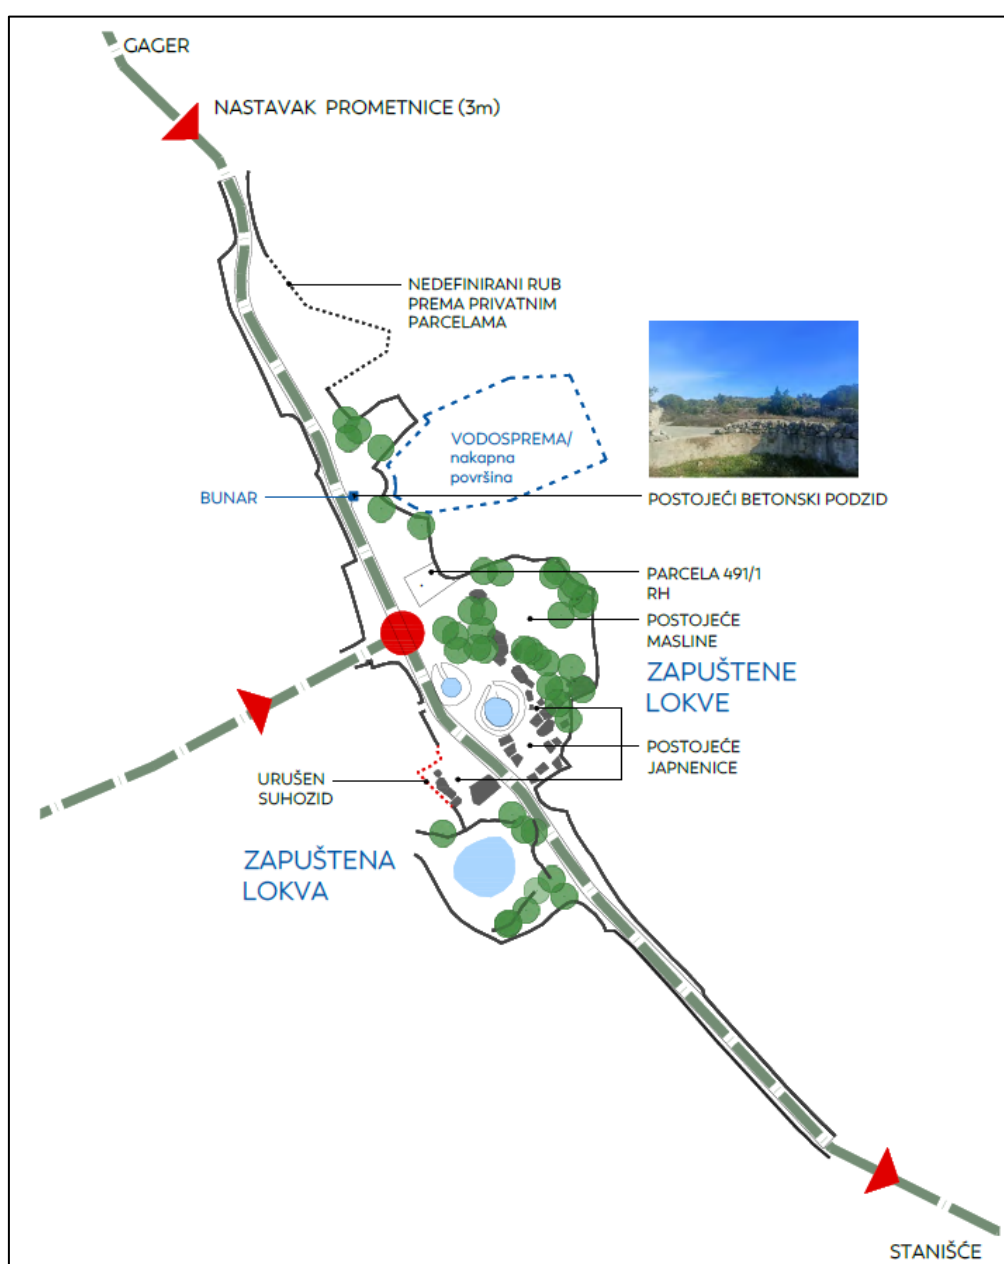 GAGER
NASTAVAK PROMETNICE (3m)
NEDEFINIRANI RUB
PREMA PRIVATNIM
PARCELAMA
VODOSPREMA/
nakapna
površina
BUNAR
POSTOJEĆI BETONSKI PODZID
PARCELA 491/1
RH
POSTOJEĆE
MASLINE
ZAPUŠTENE
LOKVE
POSTOJEĆE
JAPNENICE
URUŠEN
SUHOZID
ZAPUŠTENA
LOKVA
STANIŠĆE